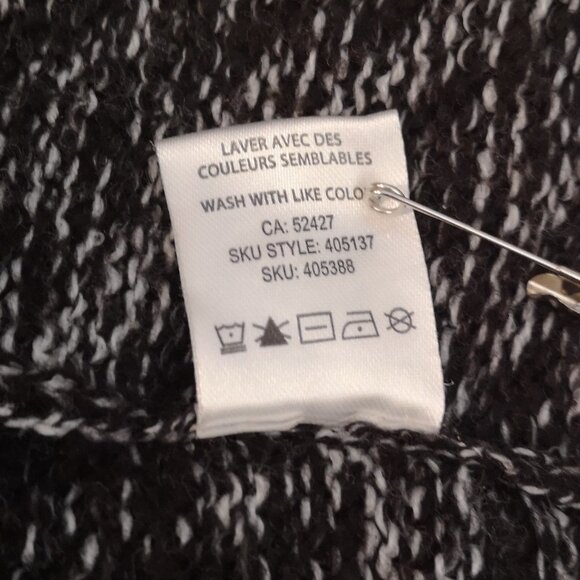 LAVER AVEC DES
COULEURS SEMBLABLES
WASH WITH LIKE COLO
CA: 52427
SKU STYLE: 405137
SKU: 405388